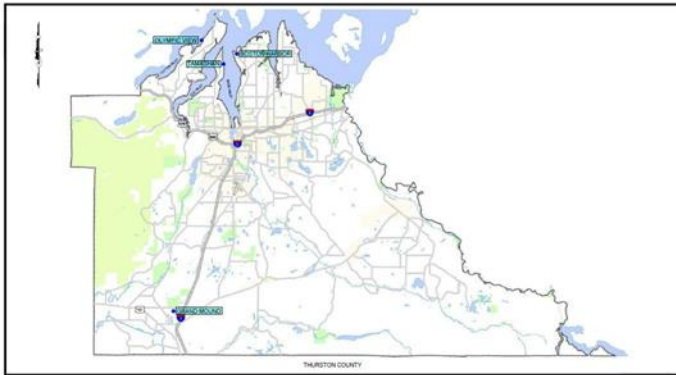 OLYMPIC VIEW
BOSTON HARBOR
TAMOSHAN
GRAND MOUND
THURSTON COUNTY